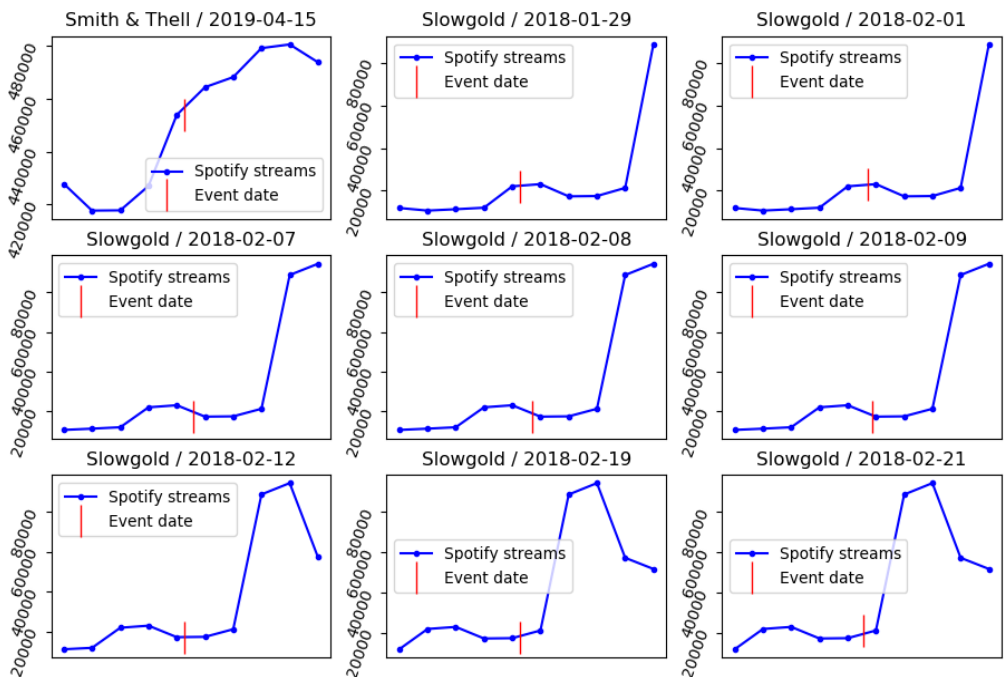 Smith & Thell / 2019-04-15
480000
460000
440000
420000
Spotify streams
Event date
Slowgold / 2018-01-29
80000
60000
40000
20000
Spotify streams
Event date
Slowgold / 2018-02-01
80000
60000
40000
20000
Spotify streams
Event date
Slowgold / 2018-02-07
80000
60000
40000
20000
Spotify streams
Event date
Slowgold / 2018-02-08
80000
60000
40000
20000
Spotify streams
Event date
Slowgold / 2018-02-09
80000
60000
40000
20000
Spotify streams
Event date
Slowgold / 2018-02-12
80000
60000
40000
20000
Spotify streams
Event date
Slowgold / 2018-02-19
80000
60000
40000
20000
Spotify streams
Event date
Slowgold / 2018-02-21
80000
60000
40000
20000
Spotify streams
Event date